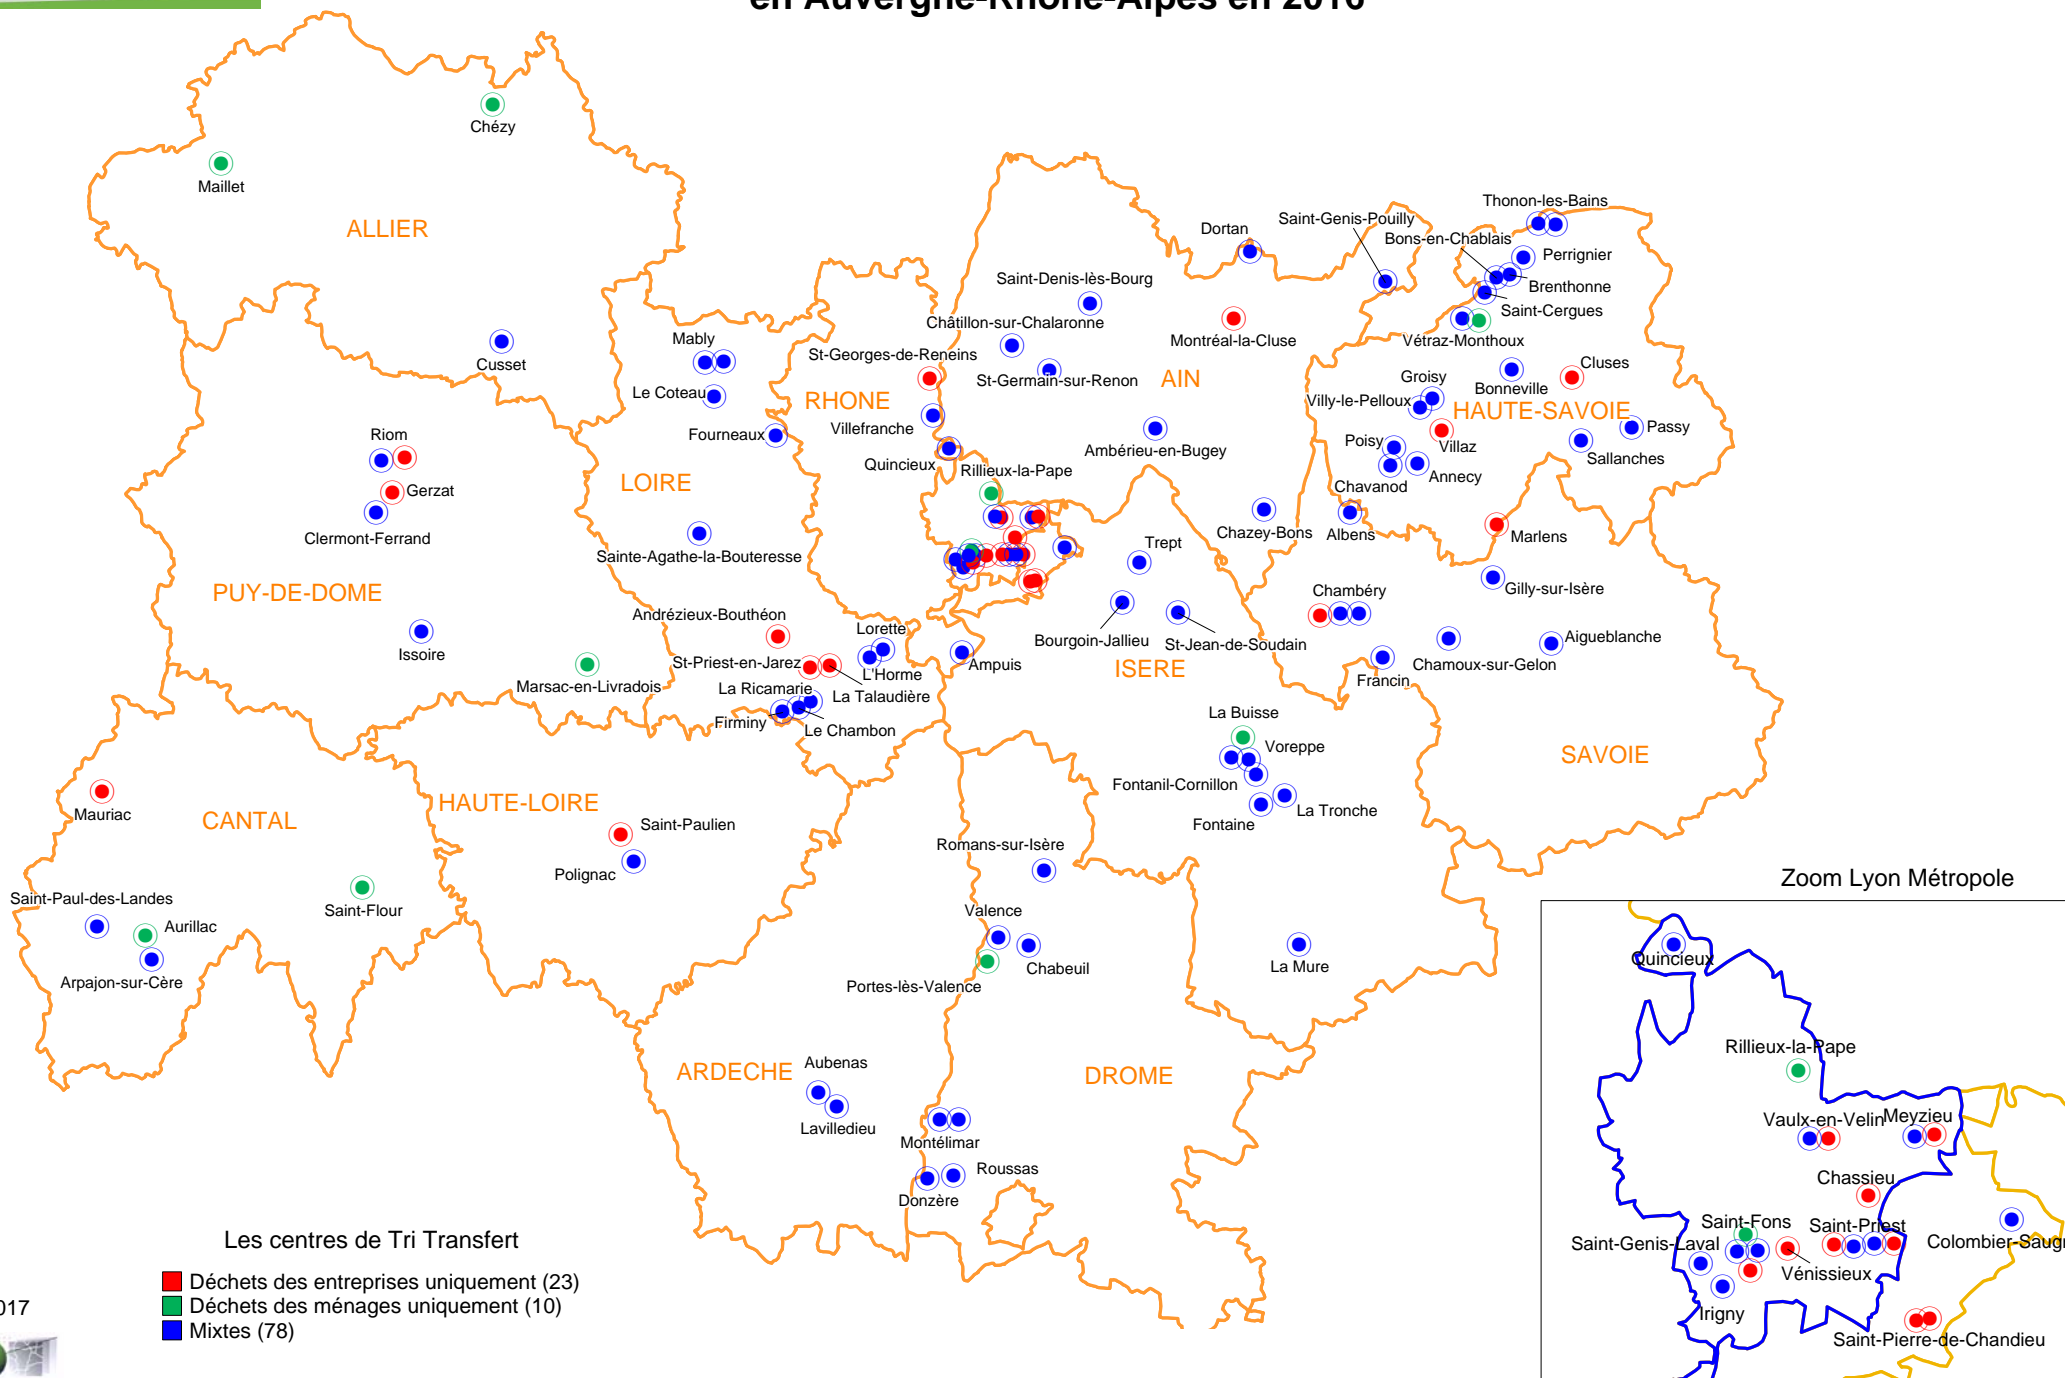 en Auvergne-Rhône-Alpes en 2016
Chézy
Maillet
ALLIER
Cusset
Thonon-les-Bains
Saint-Genis-Pouilly
Dortan
Bons-en-Chablais
Perrignier
Brenthonne
Saint-Cergues
Saint-Denis-lès-Bourg
Châtillon-sur-Chalaronne
Montréal-la-Cluse
Vétraz-Monthoux
Mably
St-Georges-de-Reneins
St-Germain-sur-Renon
AIN
Cluses
Bonneville
Groisy
Le Coteau
RHONE
Villy-le-Pelloux
HAUTE-SAVOIE
Villefranche
Fourneaux
Passy
Riom
Ambérieu-en-Bugey
Poisy
Villaz
Sallanches
Quincieux
Rillieux-la-Pape
Annecy
Chavanod
LOIRE
Gerzat
Clermont-Ferrand
Chazey-Bons
Albens
Marlens
Trept
Sainte-Agathe-la-Bouteresse
PUY-DE-DOME
Chambéry
Gilly-sur-Isère
Andrézieux-Bouthéon
Lorette
Bourgoin-Jallieu
St-Jean-de-Soudain
Aigueblanche
Issoire
St-Priest-en-Jarez
L'Horme
Ampuis
ISERE
Chamoux-sur-Gelon
Francin
Marsac-en-Livradois
La Ricamarie
La Talaudière
Firminy
Le Chambon
La Buisse
Voreppe
SAVOIE
Fontanil-Cornillon
HAUTE-LOIRE
Mauriac
CANTAL
La Tronche
Fontaine
Saint-Paulien
Romans-sur-Isère
Polignac
Zoom Lyon Métropole
Saint-Paul-des-Landes
Saint-Flour
Valence
Aurillac
Quincieux
Chabeuil
La Mure
Arpajon-sur-Cère
Portes-lès-Valence
Rillieux-la-Pape
Aubenas
ARDECHE
DROME
Vaulx-en-Velin
Meyzieu
Lavilledieu
Montélimar
Roussas
Chassieu
Donzère
Saint-Fons
Saint-Priest
Saint-Genis-Laval
Colombier-Saugn
Vénissieux
Irigny
Saint-Pierre-de-Chandieu
Les centres de Tri Transfert
Déchets des entreprises uniquement (23)
Déchets des ménages uniquement (10)
Mixtes (78)
017